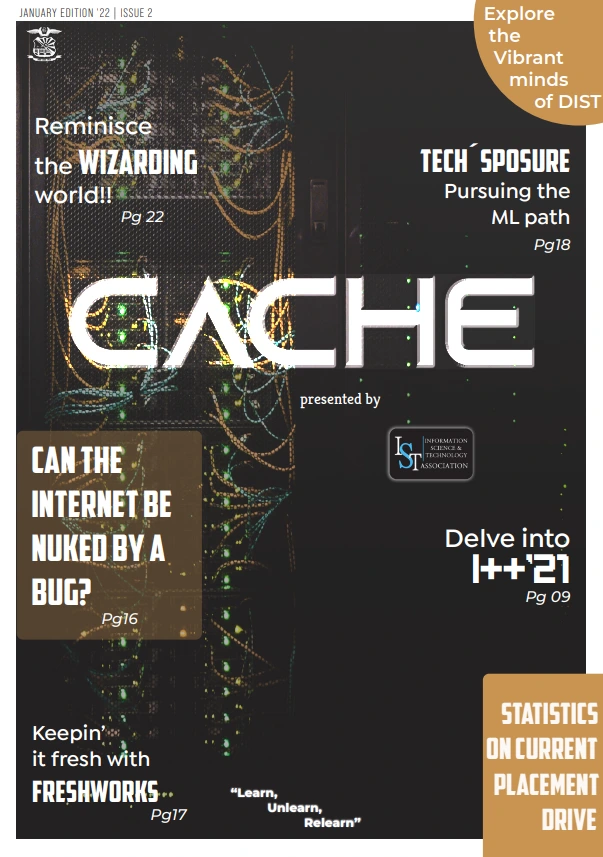 JANUARY EDITION '22 | ISSUE 2
Explore
the
Vibrant
minds
of DIST
Reminisce
the WIZARDING
world!!
Pg 22
TECH´SPOSURE
Pursuing the
ML path
Pg18
CACHE
presented by
IST
INFORMATION
SCIENCE &
TECHNOLOGY
ASSOCIATION
CAN THE
INTERNET BE
NUKED BY A
BUG?
Pg16
Delve into
I++'21
Pg 09
Keepin'
it fresh with
FRESHWORKS
Pg17
“Learn,
Unlearn,
Relearn”
STATISTICS
ON CURRENT
PLACEMENT
DRIVE